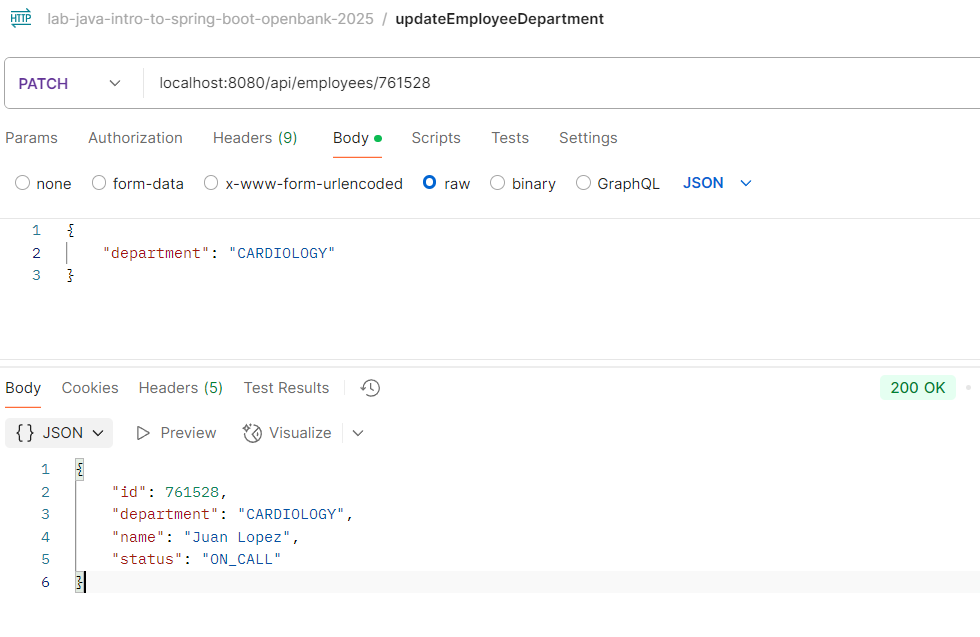 HTTP lab-java-intro-to-spring-boot-openbank-2025 / updateEmployeeDepartment
PATCH localhost:8080/api/employees/761528
Params Authorization Headers (9) Body Scripts Tests Settings
none form-data x-www-form-urlencoded raw binary GraphQL JSON
1 {
2 "department": "CARDIOLOGY"
3 }
Body Cookies Headers (5) Test Results 200 OK
{} JSON Preview Visualize
1 {
2 "id": 761528,
3 "department": "CARDIOLOGY",
4 "name": "Juan Lopez",
5 "status": "ON_CALL"
6 }